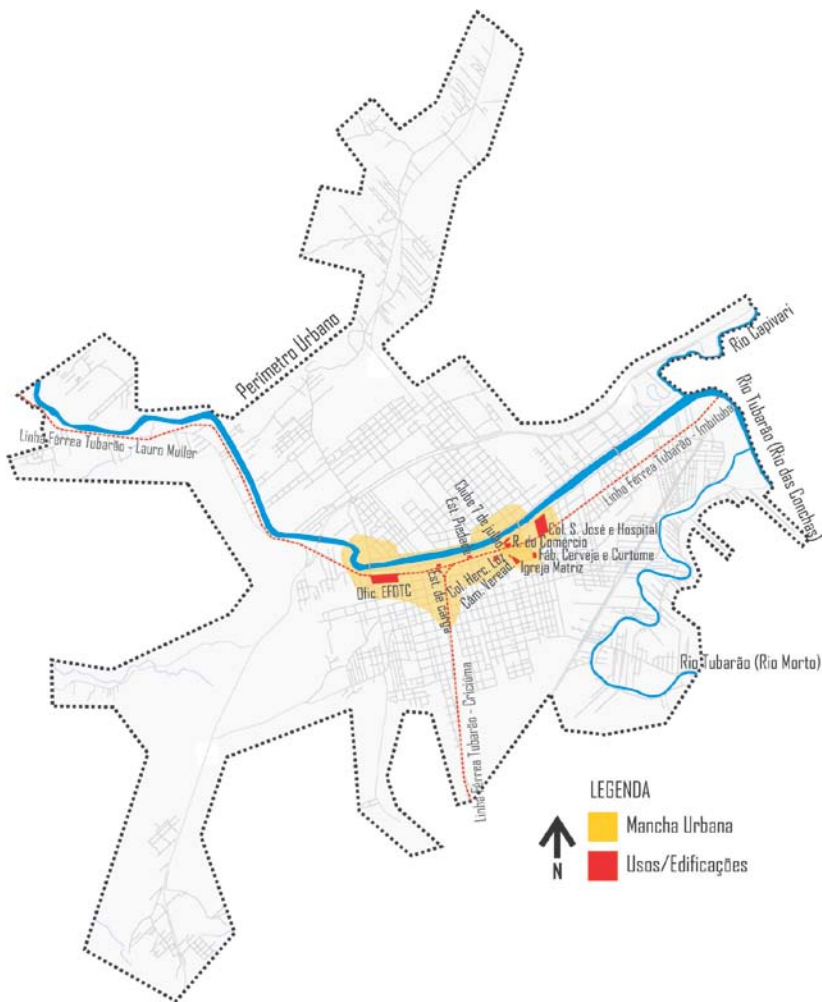 Perímetro Urbano
Rio Capivari
Rio Tubarão (Rio das Conchas)
Linha Férrea Tubarão - Lauro Muller
Linha Férrea Tubarão - Imbituba
Clube 7 de julho
Est. Piedade
Col. S. José e Hospital
R. do Comércio
Fáb. Cerveja e Curtume
Igreja Matriz
Col. Herc. Luz
Câm. Veread.
Ofic. EFDTC
Est. de carga
Rio Tubarão (Rio Morto)
Linha Férrea Tubarão - Criciúma
LEGENDA
Mancha Urbana
Usos/Edificações
N